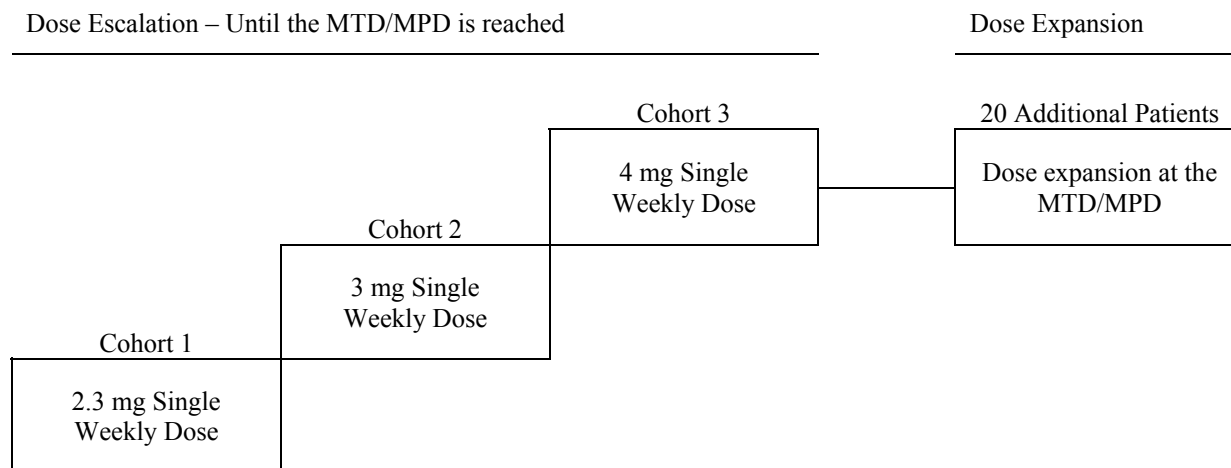 Dose Escalation – Until the MTD/MPD is reached
Dose Expansion
Cohort 3
20 Additional Patients
4 mg Single
Weekly Dose
Dose expansion at the
MTD/MPD
Cohort 2
3 mg Single
Weekly Dose
Cohort 1
2.3 mg Single
Weekly Dose